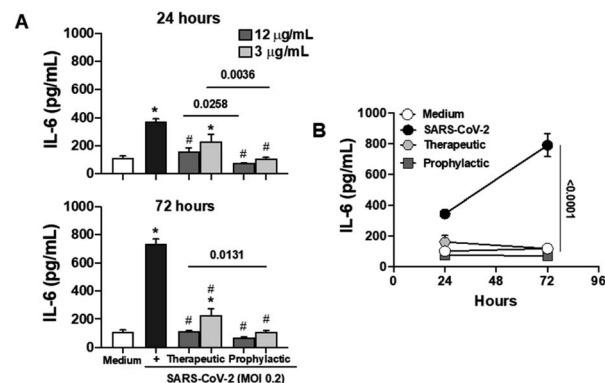 A
24 hours
12 µg/mL
3 µg/mL
IL-6 (pg/mL)
1000
800
600
400
200
0
*
#
*
#
#
0.0258
0.0036
72 hours
IL-6 (pg/mL)
1000
800
600
400
200
0
*
#
#
*
#
#
0.0131
Medium + Therapeutic Prophylactic
SARS-CoV-2 (MOI 0.2)
B
Medium
SARS-CoV-2
Therapeutic
Prophylactic
IL-6 (pg/mL)
1000
800
600
400
200
0
<0.0001
0 24 48 72 96
Hours